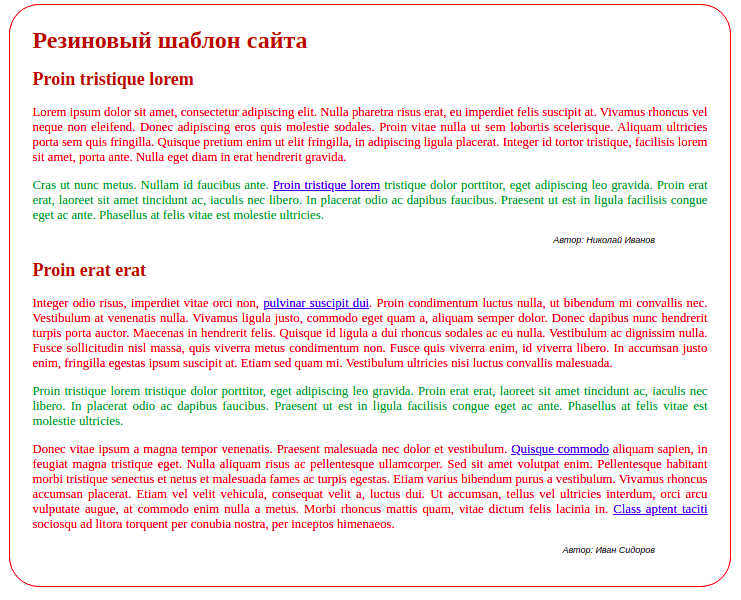 Резиновый шаблон сайта
Proin tristique lorem
Lorem ipsum dolor sit amet, consectetur adipiscing elit. Nulla pharetra risus erat, eu imperdiet felis suscipit at. Vivamus rhoncus vel
neque non eleifend. Donec adipiscing eros quis molestie sodales. Proin vitae nulla ut sem lobortis scelerisque. Aliquam ultricies
porta sem quis fringilla. Quisque pretium enim ut elit fringilla, in adipiscing ligula placerat. Integer id tortor tristique, facilisis lorem
sit amet, porta ante. Nulla eget diam in erat hendrerit gravida.
Cras ut nunc metus. Nullam id faucibus ante. Proin tristique lorem tristique dolor porttitor, eget adipiscing leo gravida. Proin erat
erat, laoreet sit amet tincidunt ac, iaculis nec libero. In placerat odio ac dapibus faucibus. Praesent ut est in ligula facilisis congue
eget ac ante. Phasellus at felis vitae est molestie ultricies.
Автор: Николай Иванов
Proin erat erat
Integer odio risus, imperdiet vitae orci non, pulvinar suscipit dui. Proin condimentum luctus nulla, ut bibendum mi convallis nec.
Vestibulum at venenatis nulla. Vivamus ligula justo, commodo eget quam a, aliquam semper dolor. Donec dapibus nunc hendrerit
turpis porta auctor. Maecenas in hendrerit felis. Quisque id ligula a dui rhoncus sodales ac eu nulla. Vestibulum ac dignissim nulla.
Fusce sollicitudin nisl massa, quis viverra metus condimentum non. Fusce quis viverra enim, id viverra libero. In accumsan justo
enim, fringilla egestas ipsum suscipit at. Etiam sed quam mi. Vestibulum ultricies nisi luctus convallis malesuada.
Proin tristique lorem tristique dolor porttitor, eget adipiscing leo gravida. Proin erat erat, laoreet sit amet tincidunt ac, iaculis nec
libero. In placerat odio ac dapibus faucibus. Praesent ut est in ligula facilisis congue eget ac ante. Phasellus at felis vitae est
molestie ultricies.
Donec vitae ipsum a magna tempor venenatis. Praesent malesuada nec dolor et vestibulum. Quisque commodo aliquam sapien, in
feugiat magna tristique eget. Nulla aliquam risus ac pellentesque ullamcorper. Sed sit amet volutpat enim. Pellentesque habitant
morbi tristique senectus et netus et malesuada fames ac turpis egestas. Etiam varius bibendum purus a vestibulum. Vivamus rhoncus
accumsan placerat. Etiam vel velit vehicula, consequat velit a, luctus dui. Ut accumsan, tellus vel ultricies interdum, orci arcu
vulputate augue, at commodo enim nulla a metus. Morbi rhoncus mattis quam, vitae dictum felis lacinia in. Class aptent taciti
sociosqu ad litora torquent per conubia nostra, per inceptos himenaeos.
Автор: Иван Сидоров